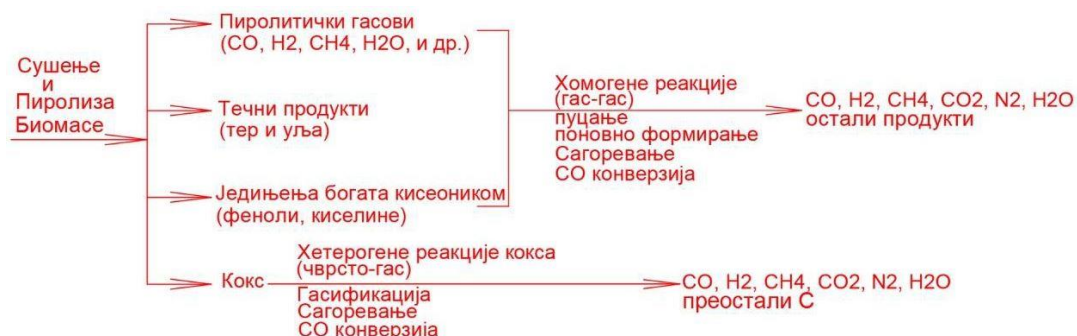 Сушење
и
Пиролиза
Биомасе
Пиролитички гасови
(CO, H2, CH4, H2O, и др.)
Течни продукти
(тер и уља)
Једињења богата кисеоником
(феноли, киселине)
Хомогене реакције
(гас-гас)
пуцање
поновно формирање
Сагоревање
CO конверзија
CO, H2, CH4, CO2, N2, H2O
остали продукти
Кокс
Хетерогене реакције кокса
(чврсто-гас)
Гасификација
Сагоревање
CO конверзија
CO, H2, CH4, CO2, N2, H2O
преостали C